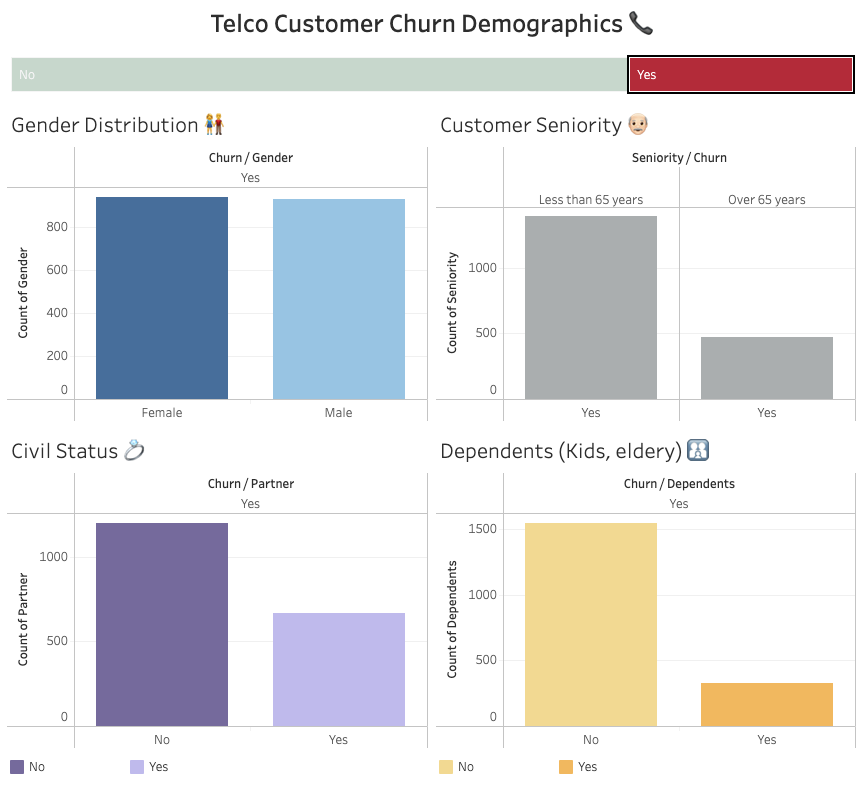 Telco Customer Churn Demographics 📞
No
Yes
Gender Distribution 👫
Churn / Gender
Yes
Count of Gender
800
600
400
200
0
Female
Male
Customer Seniority 👴🏻
Seniority / Churn
Less than 65 years
Over 65 years
Count of Seniority
1000
500
0
Yes
Yes
Civil Status 💍
Churn / Partner
Yes
Count of Partner
1000
500
0
No
Yes
No
Yes
Dependents (Kids, eldery) 🚻
Churn / Dependents
Yes
Count of Dependents
1500
1000
500
0
No
Yes
No
Yes